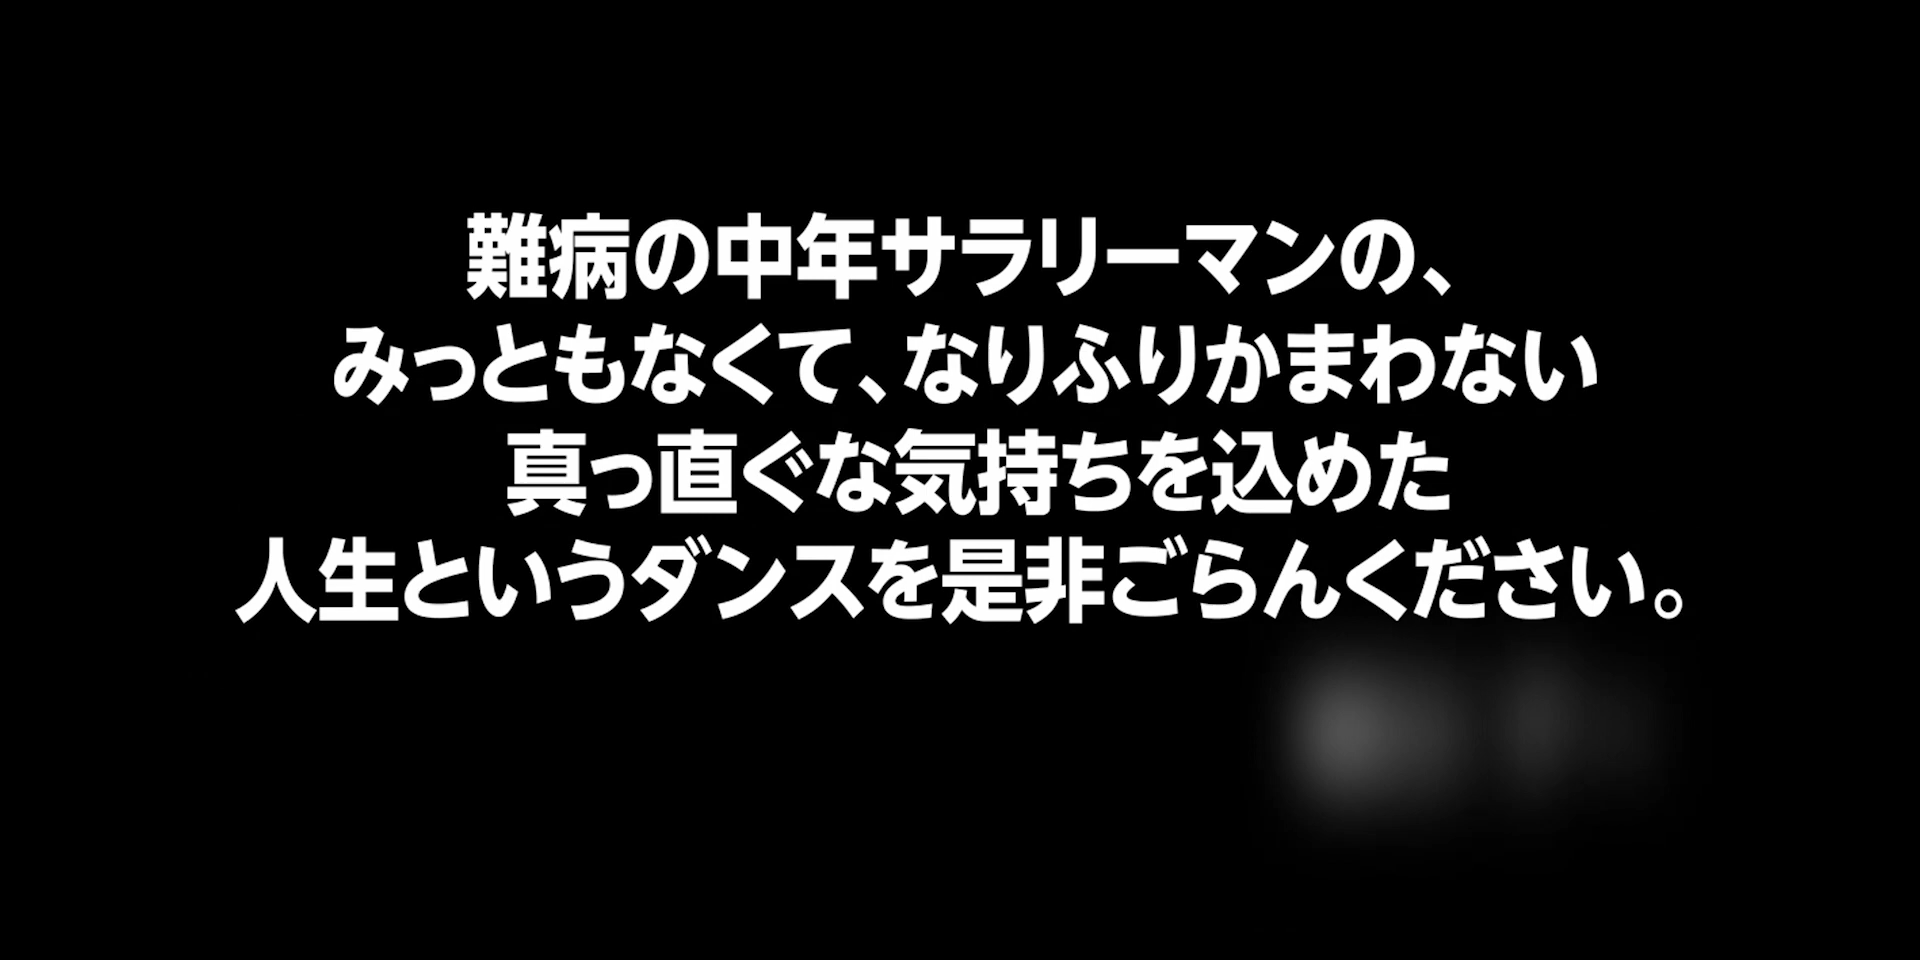 難病の中年サラリーマンの、
みっともなくて、なりふりかまわない
真っ直ぐな気持ちを込めた
人生というダンスを是非ごらんください。